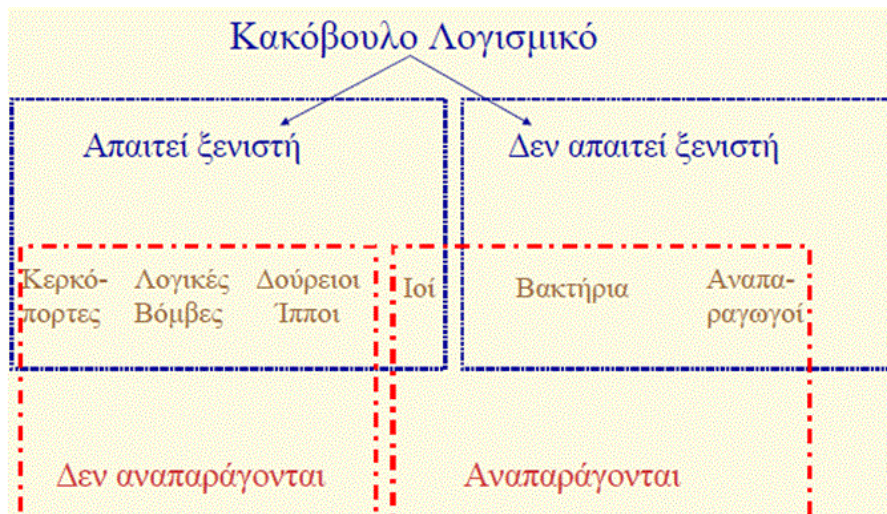 Κακόβουλο Λογισμικό
Απαιτεί ξενιστή
Δεν απαιτεί ξενιστή
Κερκό-
πορτες
Λογικές
Βόμβες
Δούρειοι
Ίπποι
Ιοί
Βακτήρια
Αναπα-
ραγωγοί
Δεν αναπαράγονται
Αναπαράγονται